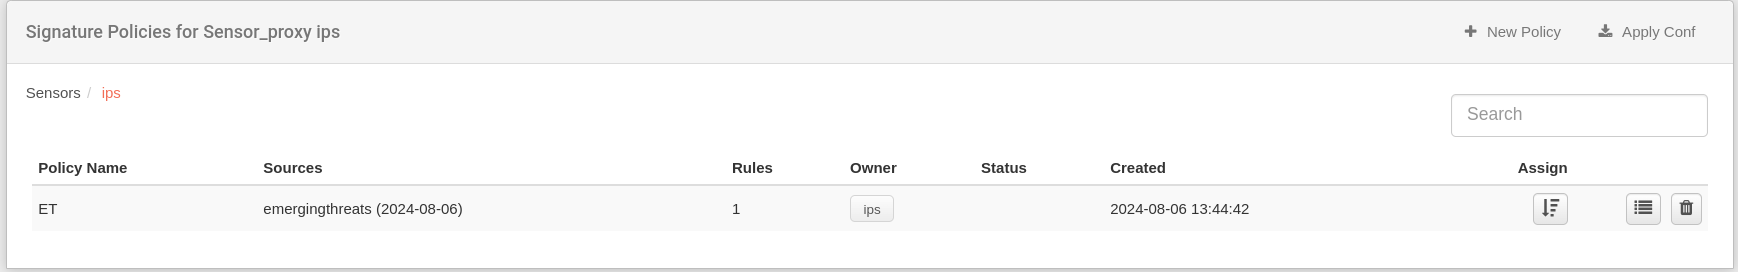 Signature Policies for Sensor_proxy ips
New Policy
Apply Conf
Sensors / ips
Search
Policy Name Sources Rules Owner Status Created Assign
ET emergingthreats (2024-08-06) 1 ips 2024-08-06 13:44:42